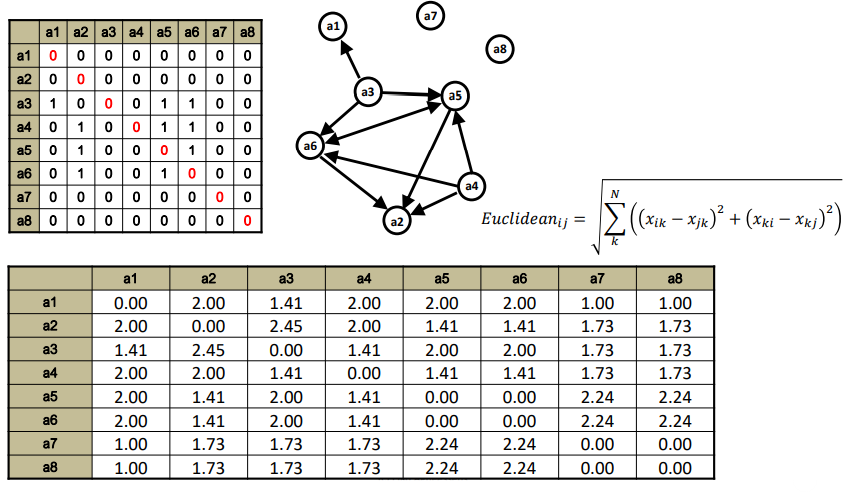 a1 a2 a3 a4 a5 a6 a7 a8
a1 0 0 0 0 0 0 0 0
a2 0 0 0 0 0 0 0 0
a3 1 0 0 0 1 1 0 0
a4 0 1 0 0 1 1 0 0
a5 0 1 0 0 0 1 0 0
a6 0 1 0 0 1 0 0 0
a7 0 0 0 0 0 0 0 0
a8 0 0 0 0 0 0 0 0
a7
a1
a8
a3
a5
a6
a4
a2
Euclidean_{ij} = \sqrt{\sum_{k}^{N} ((x_{ik} − x_{jk})^2 + (x_{ki} − x_{kj})^2)}
a1 a2 a3 a4 a5 a6 a7 a8
a1 0.00 2.00 1.41 2.00 2.00 2.00 1.00 1.00
a2 2.00 0.00 2.45 2.00 1.41 1.41 1.73 1.73
a3 1.41 2.45 0.00 1.41 2.00 2.00 1.73 1.73
a4 2.00 2.00 1.41 0.00 1.41 1.41 1.73 1.73
a5 2.00 1.41 2.00 1.41 0.00 0.00 2.24 2.24
a6 2.00 1.41 2.00 1.41 0.00 0.00 2.24 2.24
a7 1.00 1.73 1.73 1.73 2.24 2.24 0.00 0.00
a8 1.00 1.73 1.73 1.73 2.24 2.24 0.00 0.00